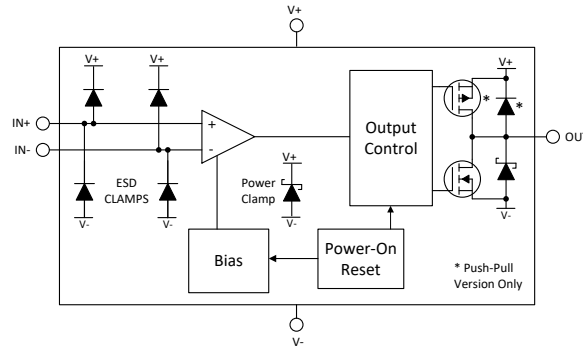 V+
V+
V+
V+
IN+
IN-
+
-
*
*
OUT
Output
Control
ESD
CLAMPS
Power
Clamp
V+
V-
V-
V-
V-
Bias
Power-On
Reset
* Push-Pull
Version Only
V-